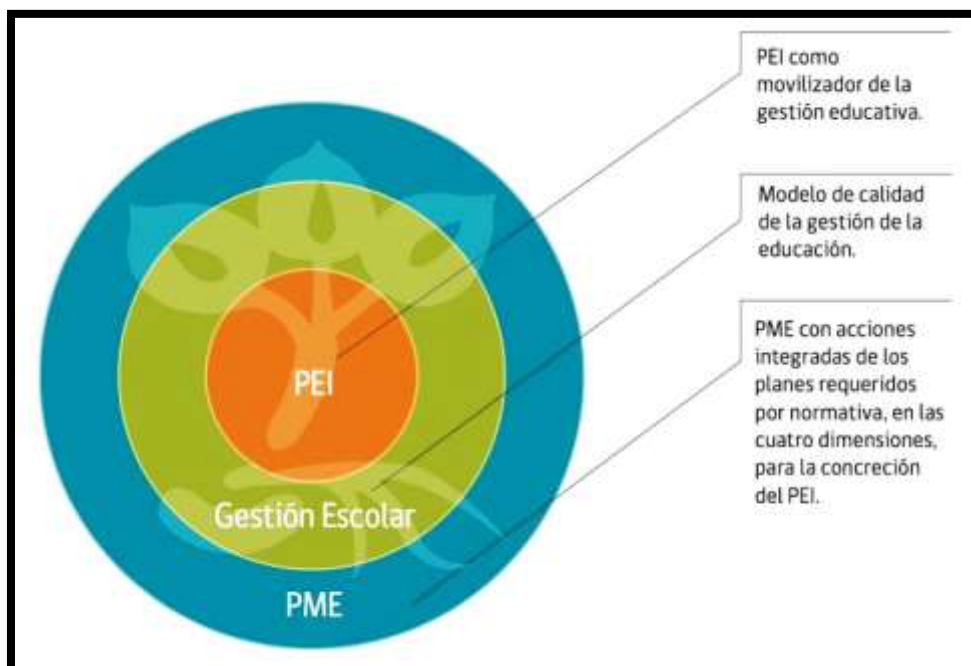 PEI como
movilizador de la
gestión educativa.
Modelo de calidad
de la gestión de la
educación.
PME con acciones
integradas de los
planes requeridos
por normativa, en las
cuatro dimensiones,
para la concreción
del PEI.
PEI
Gestión Escolar
PME